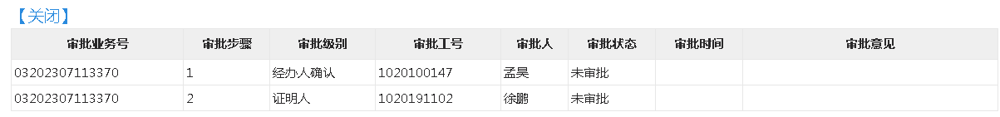 【关闭】
审批业务号 审批步骤 审批级别 审批工号 审批人 审批状态 审批时间 审批意见
03202307113370 1 经办人确认 1020100147 孟昊 未审批
03202307113370 2 证明人 1020191102 徐鹏 未审批